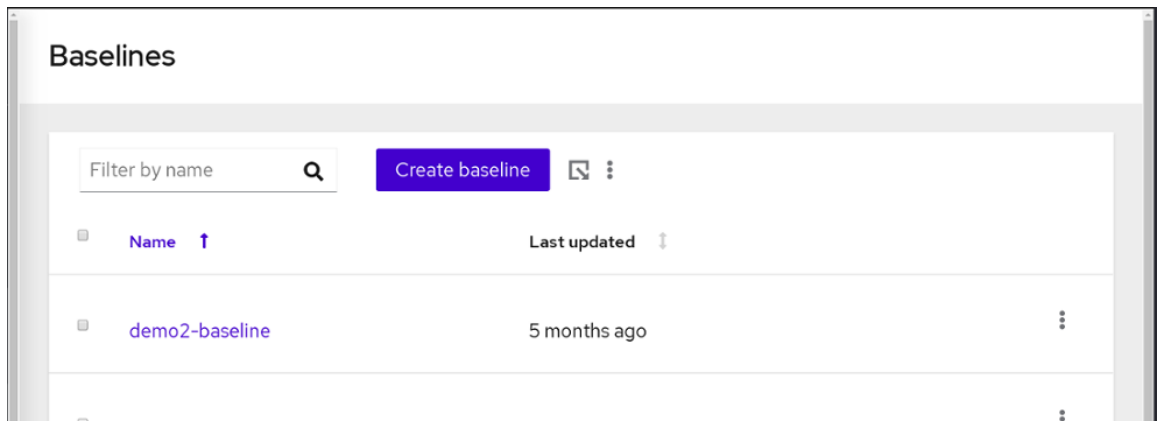 Baselines
Filter by name Create baseline
Name Last updated
demo2-baseline 5 months ago